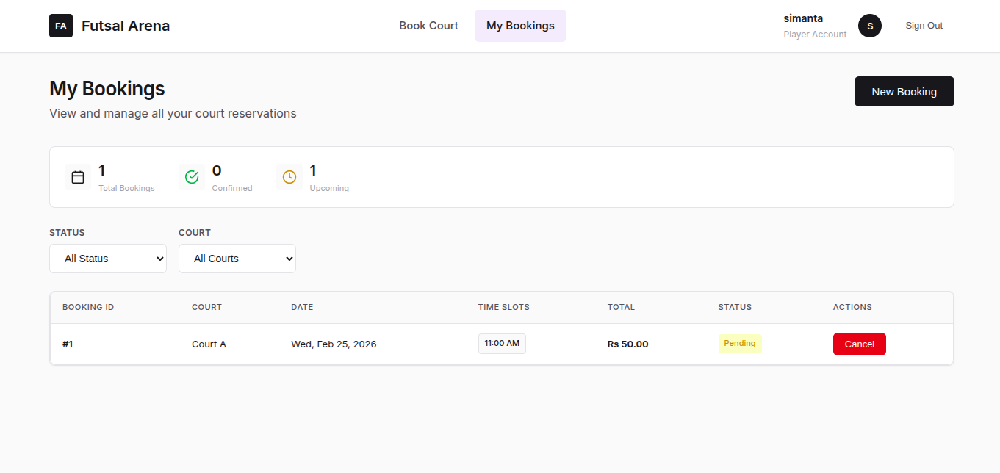 FA Futsal Arena Book Court My Bookings simanta Player Account S Sign Out
My Bookings
View and manage all your court reservations
New Booking
1 Total Bookings
0 Confirmed
1 Upcoming
STATUS COURT
All Status All Courts
BOOKING ID COURT DATE TIME SLOTS TOTAL STATUS ACTIONS
#1 Court A Wed, Feb 25, 2026 11:00 AM Rs 50.00 Pending Cancel